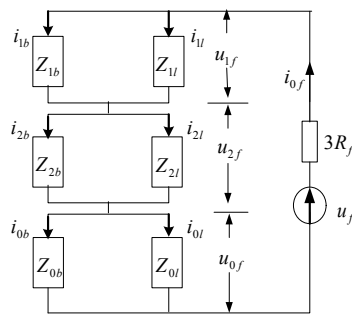 i1b i1l
Z1b Z1l
u1f
i0f
i2b i2l
Z2b Z2l
u2f
3Rf
i0b i0l
Z0b Z0l
u0f
uf